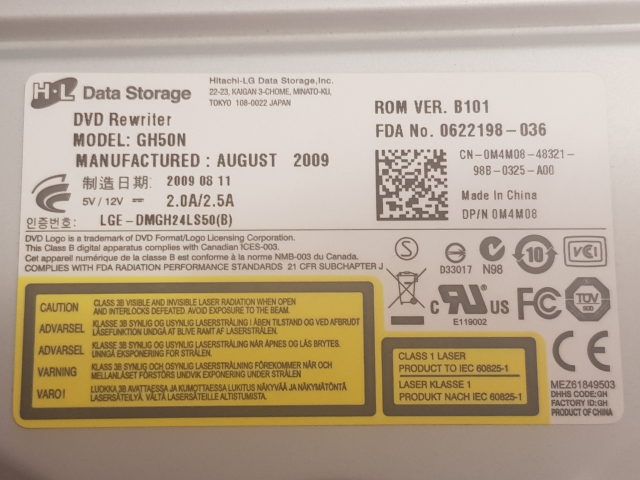 H·L Data Storage
Hitachi-LG Data Storage,Inc.
22-23, KAIGAN 3-CHOME, MINATO-KU,
TOKYO 108-0022 JAPAN
DVD Rewriter
MODEL: GH50N
MANUFACTURED : AUGUST 2009
制造日期: 2009 08 11
5V / 12V 2.0A/2.5A
인증번호: LGE-DMGH24LS50(B)
ROM VER. B101
FDA No. 0622198-036
CN-0M4M08-48321-
98B-0325-A00
Made In China
DP/N 0M4M08
DVD Logo is a trademark of DVD Format/Logo Licensing Corporation.
This Class B digital apparatus complies with Canadian ICES-003.
Cet appareil numérique de la classe B est conforme à la norme NMB-003 du Canada.
COMPLIES WITH FDA RADIATION PERFORMANCE STANDARDS 21 CFR SUBCHAPTER J
S
D33017
N98
10
VCI
c RU US
E119002
FC
TÜV
CE
CAUTION CLASS 3B VISIBLE AND INVISIBLE LASER RADIATION WHEN OPEN
AND INTERLOCKS DEFEATED. AVOID EXPOSURE TO THE BEAM.
ADVARSEL KLASSE 3B SYNLIG OG USYNLIG LASERSTRÅLING I ÅBEN TILSTAND OG VED AFBRUDT
LÅSEFUNKTION UNDGÅ AT BLIVE RAMT AF LASERSTRÅLEN.
ADVARSEL KLASSE 3B SYNLIG OG USYNLIG LASERSTRÅLING NÅR ÅPNES OG LÅS BRYTES.
UNNGÅ EKSPONERING FOR STRÅLEN.
VARNING KLASS 3B SYNLIG OCH OSYNLIG LASERSTRÅLNING FÖREKOMMER NÄR OCH
MELLANLÅSET FÖRSTÖRS UNDVIK EXPONERING UNDER STRÅLEN
VARO! LUOKKA 3B AVATTAESSA JA KUMOTTAESSA LUKITUS NÄKYVÄÄ JA NÄKYMÄTÖNTÄ
LASERSÄTEILYÄ. VÄLTÄ LASERSÄTEILLE ALTISTUMISTA.
CLASS 1 LASER
PRODUCT TO IEC 60825-1
LASER KLASSE 1
PRODUKT NACH IEC 60825-1
MEZ61849503
DHHS CODE:GH
FACTORY ID:GH
PRODUCT OF CHINA